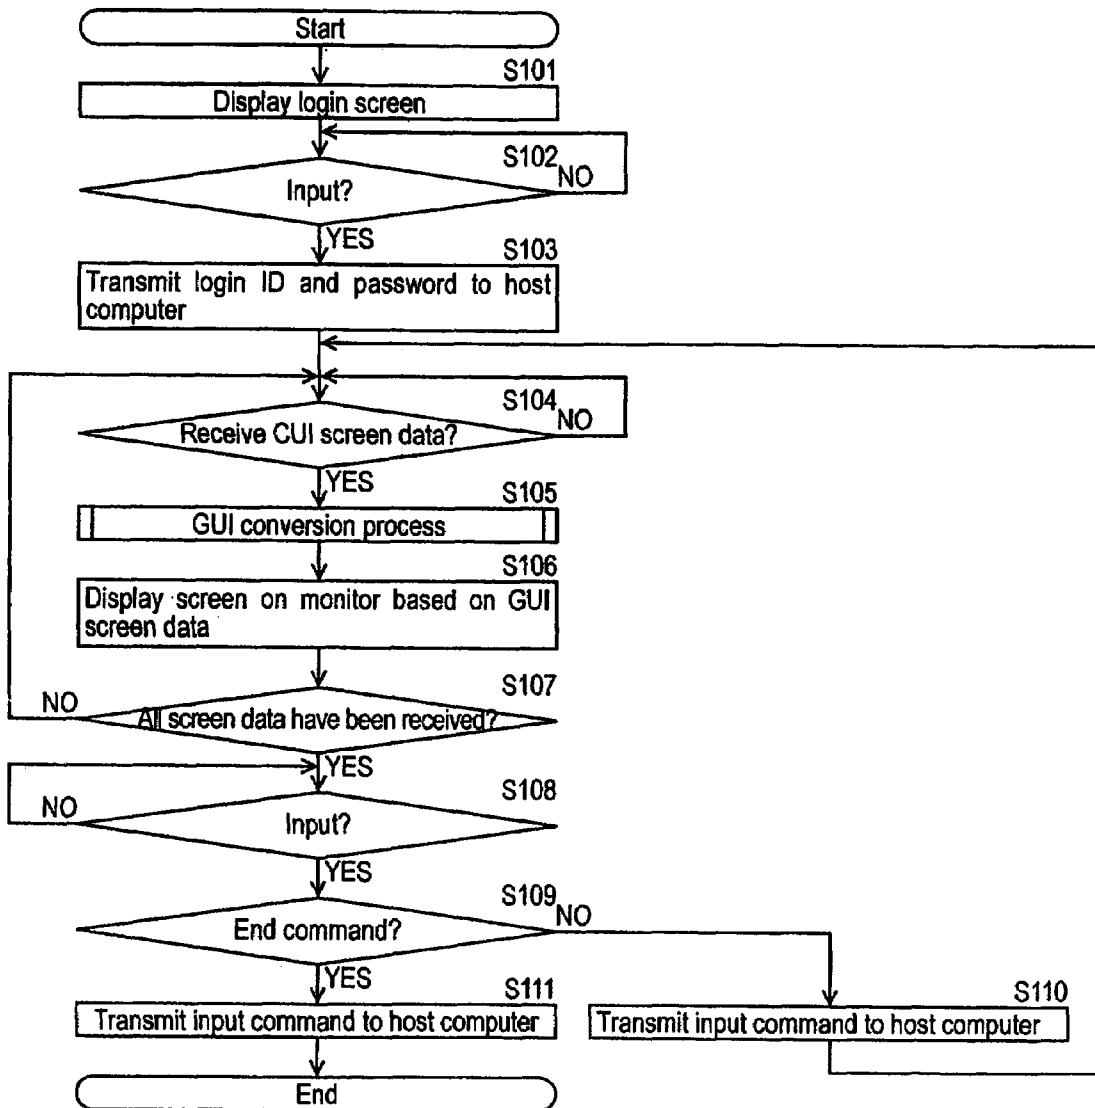 Start
S101
Display login screen
S102
Input?
NO
YES
S103
Transmit login ID and password to host
computer
S104
Receive CUI screen data?
NO
YES
S105
GUI conversion process
S106
Display screen on monitor based on GUI
screen data
S107
NO
All screen data have been received?
YES
S108
NO
Input?
YES
S109
End command?
NO
YES
S111
Transmit input command to host computer
S110
Transmit input command to host computer
End